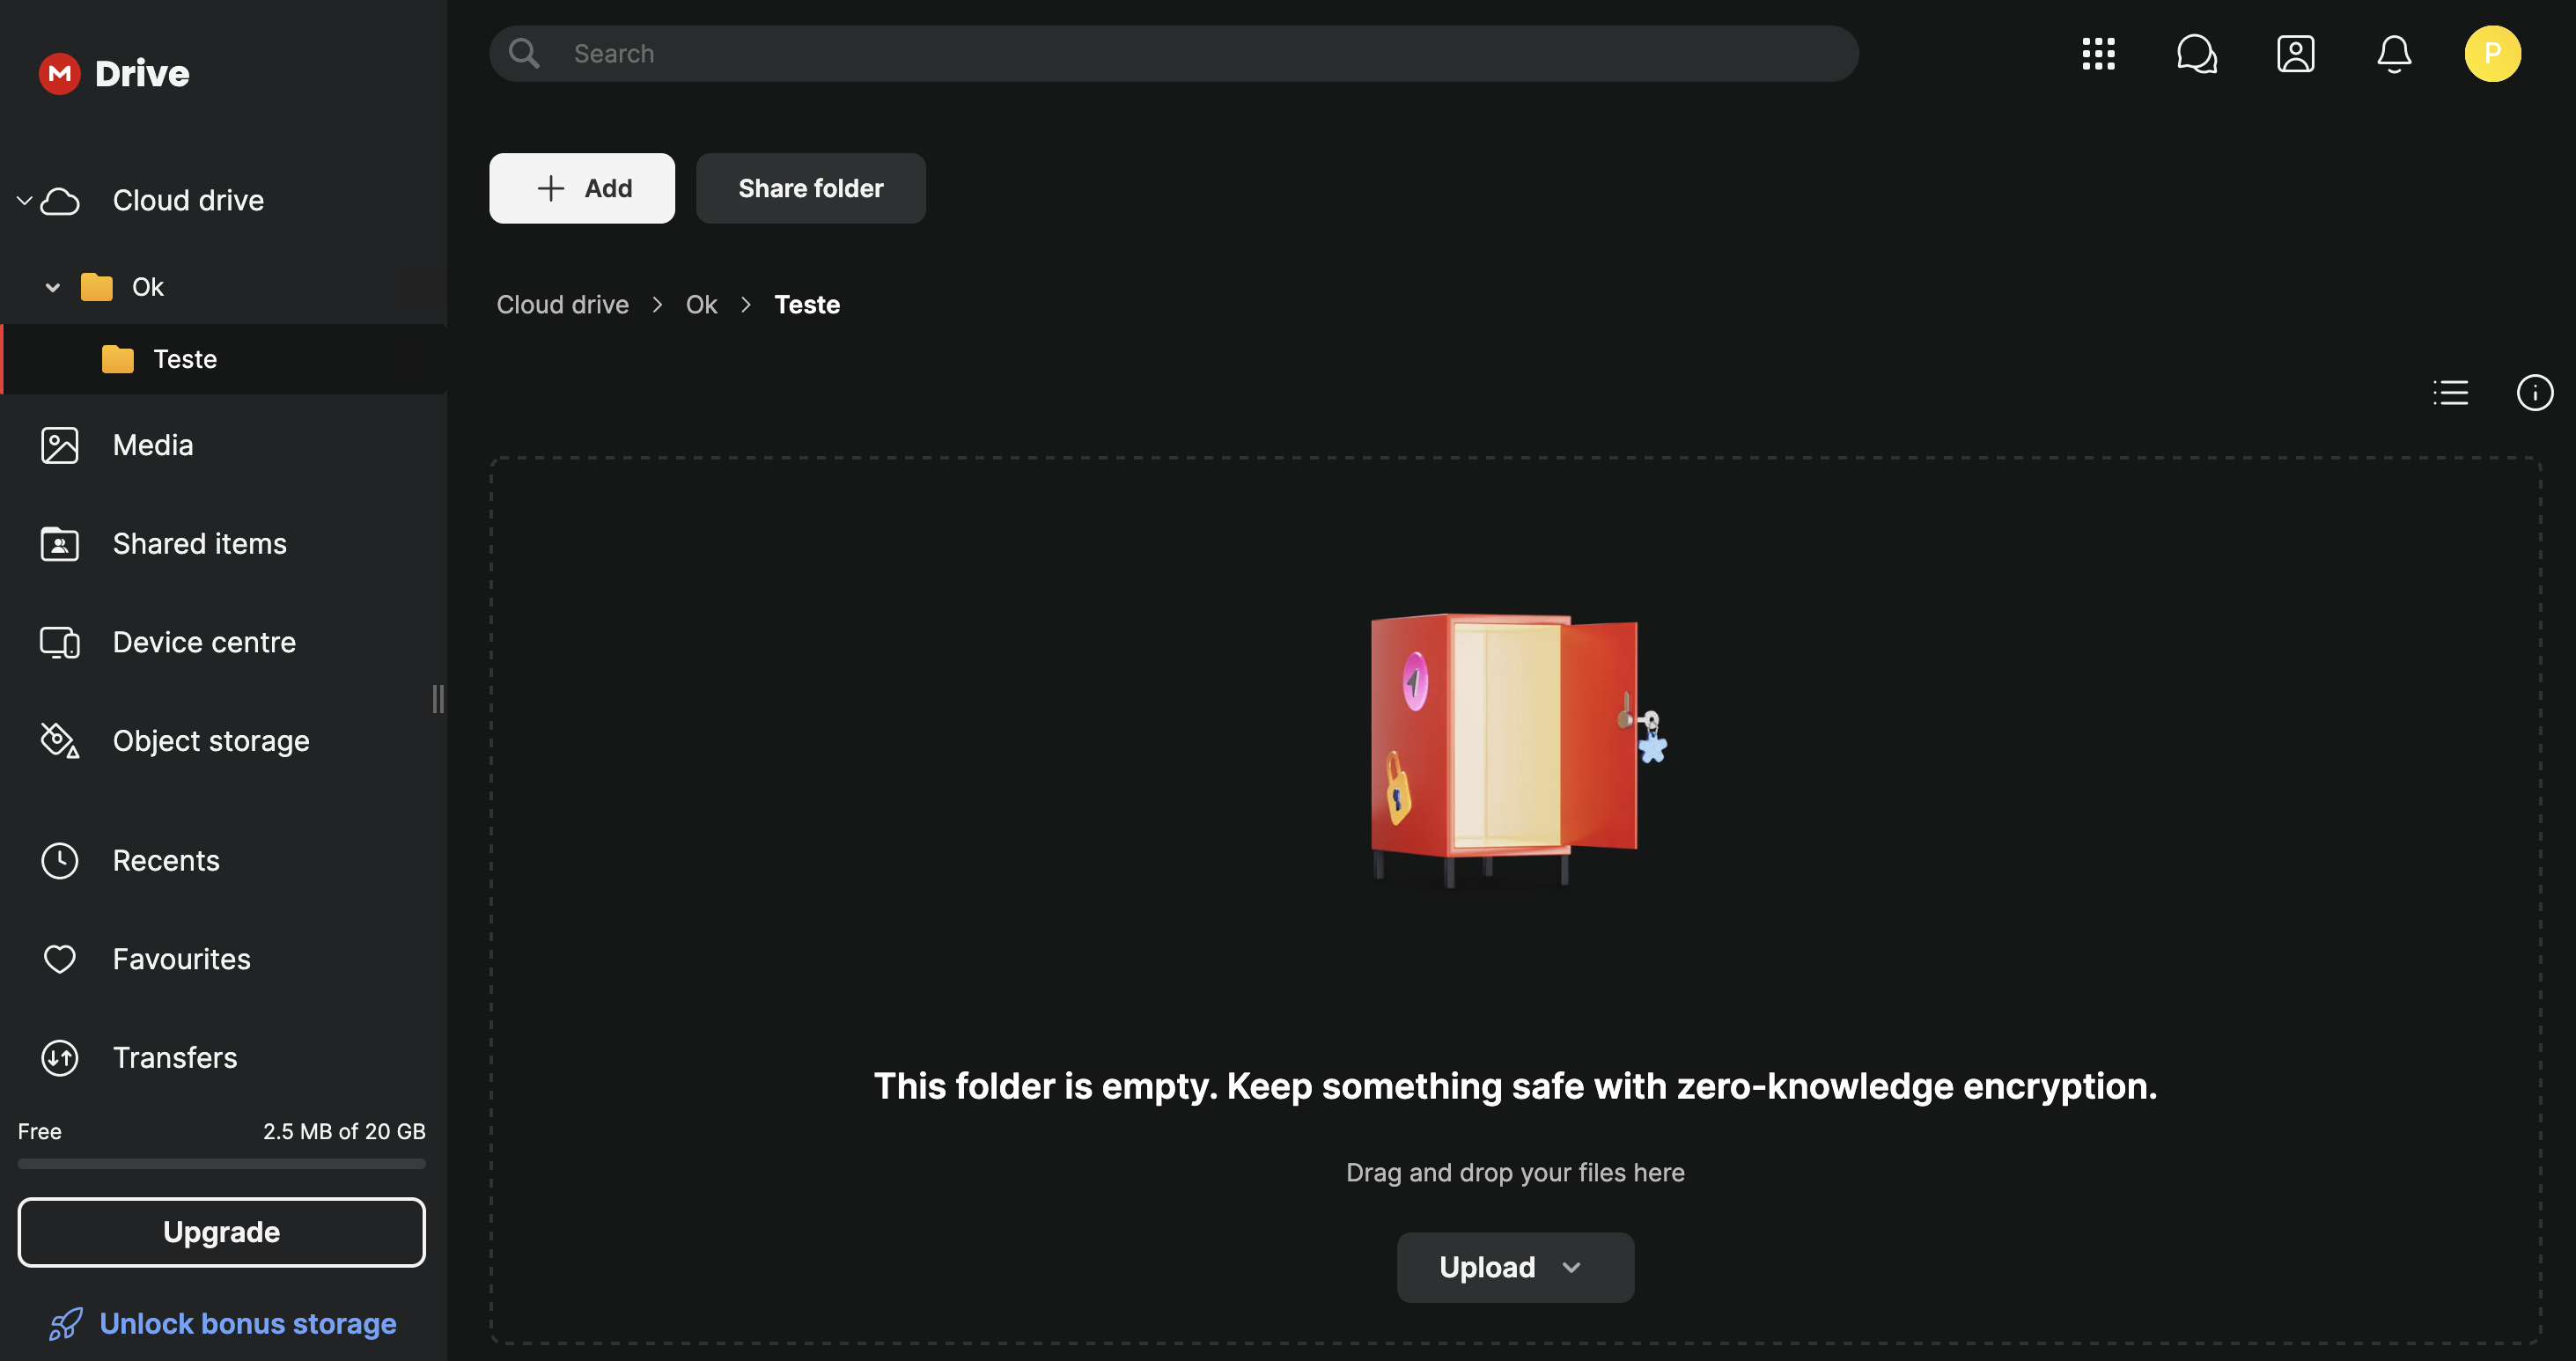 Drive
Cloud drive
Ok
Teste
Media
Shared items
Device centre
Object storage
Recents
Favourites
Transfers
Free 2.5 MB of 20 GB
Upgrade
Unlock bonus storage
Search
P
Add Share folder
Cloud drive > Ok > Teste
This folder is empty. Keep something safe with zero-knowledge encryption.
Drag and drop your files here
Upload